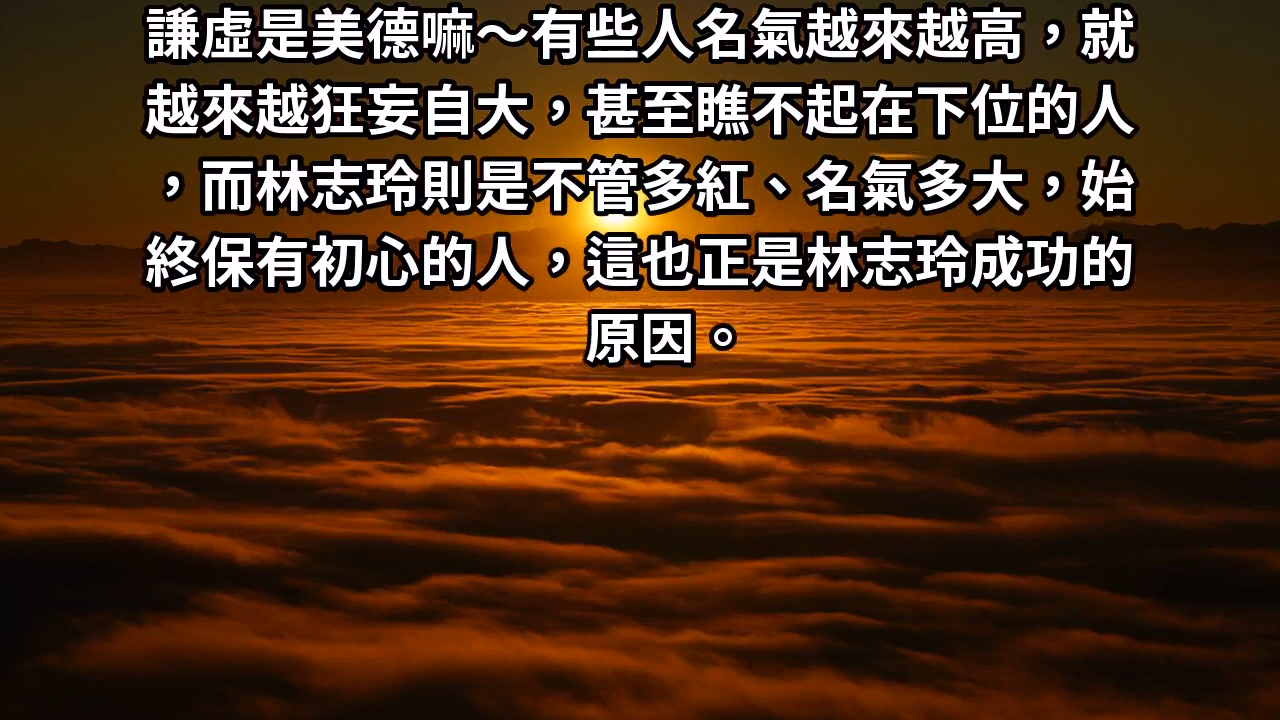 謙虛是美德嘛～有些人名氣越來越高，就
越來越狂妄自大，甚至瞧不起在下位的人
，而林志玲則是不管多紅、名氣多大，始
終保有初心的人，這也正是林志玲成功的
原因。